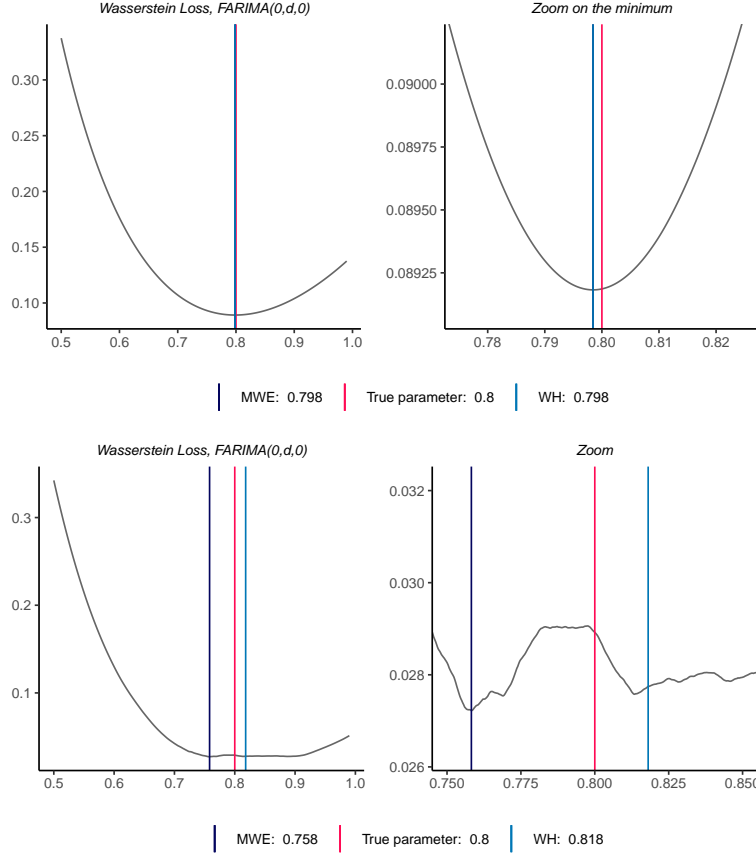 Wasserstein Loss, FARIMA(0,d,0)
0.30
0.25
0.20
0.15
0.10
0.5 0.6 0.7 0.8 0.9 1.0
Zoom on the minimum
0.09000
0.08975
0.08950
0.08925
0.78 0.79 0.80 0.81 0.82
MWE: 0.798 True parameter: 0.8 WH: 0.798
Wasserstein Loss, FARIMA(0,d,0)
0.3
0.2
0.1
0.5 0.6 0.7 0.8 0.9 1.0
Zoom
0.032
0.030
0.028
0.026
0.750 0.775 0.800 0.825 0.850
MWE: 0.758 True parameter: 0.8 WH: 0.818